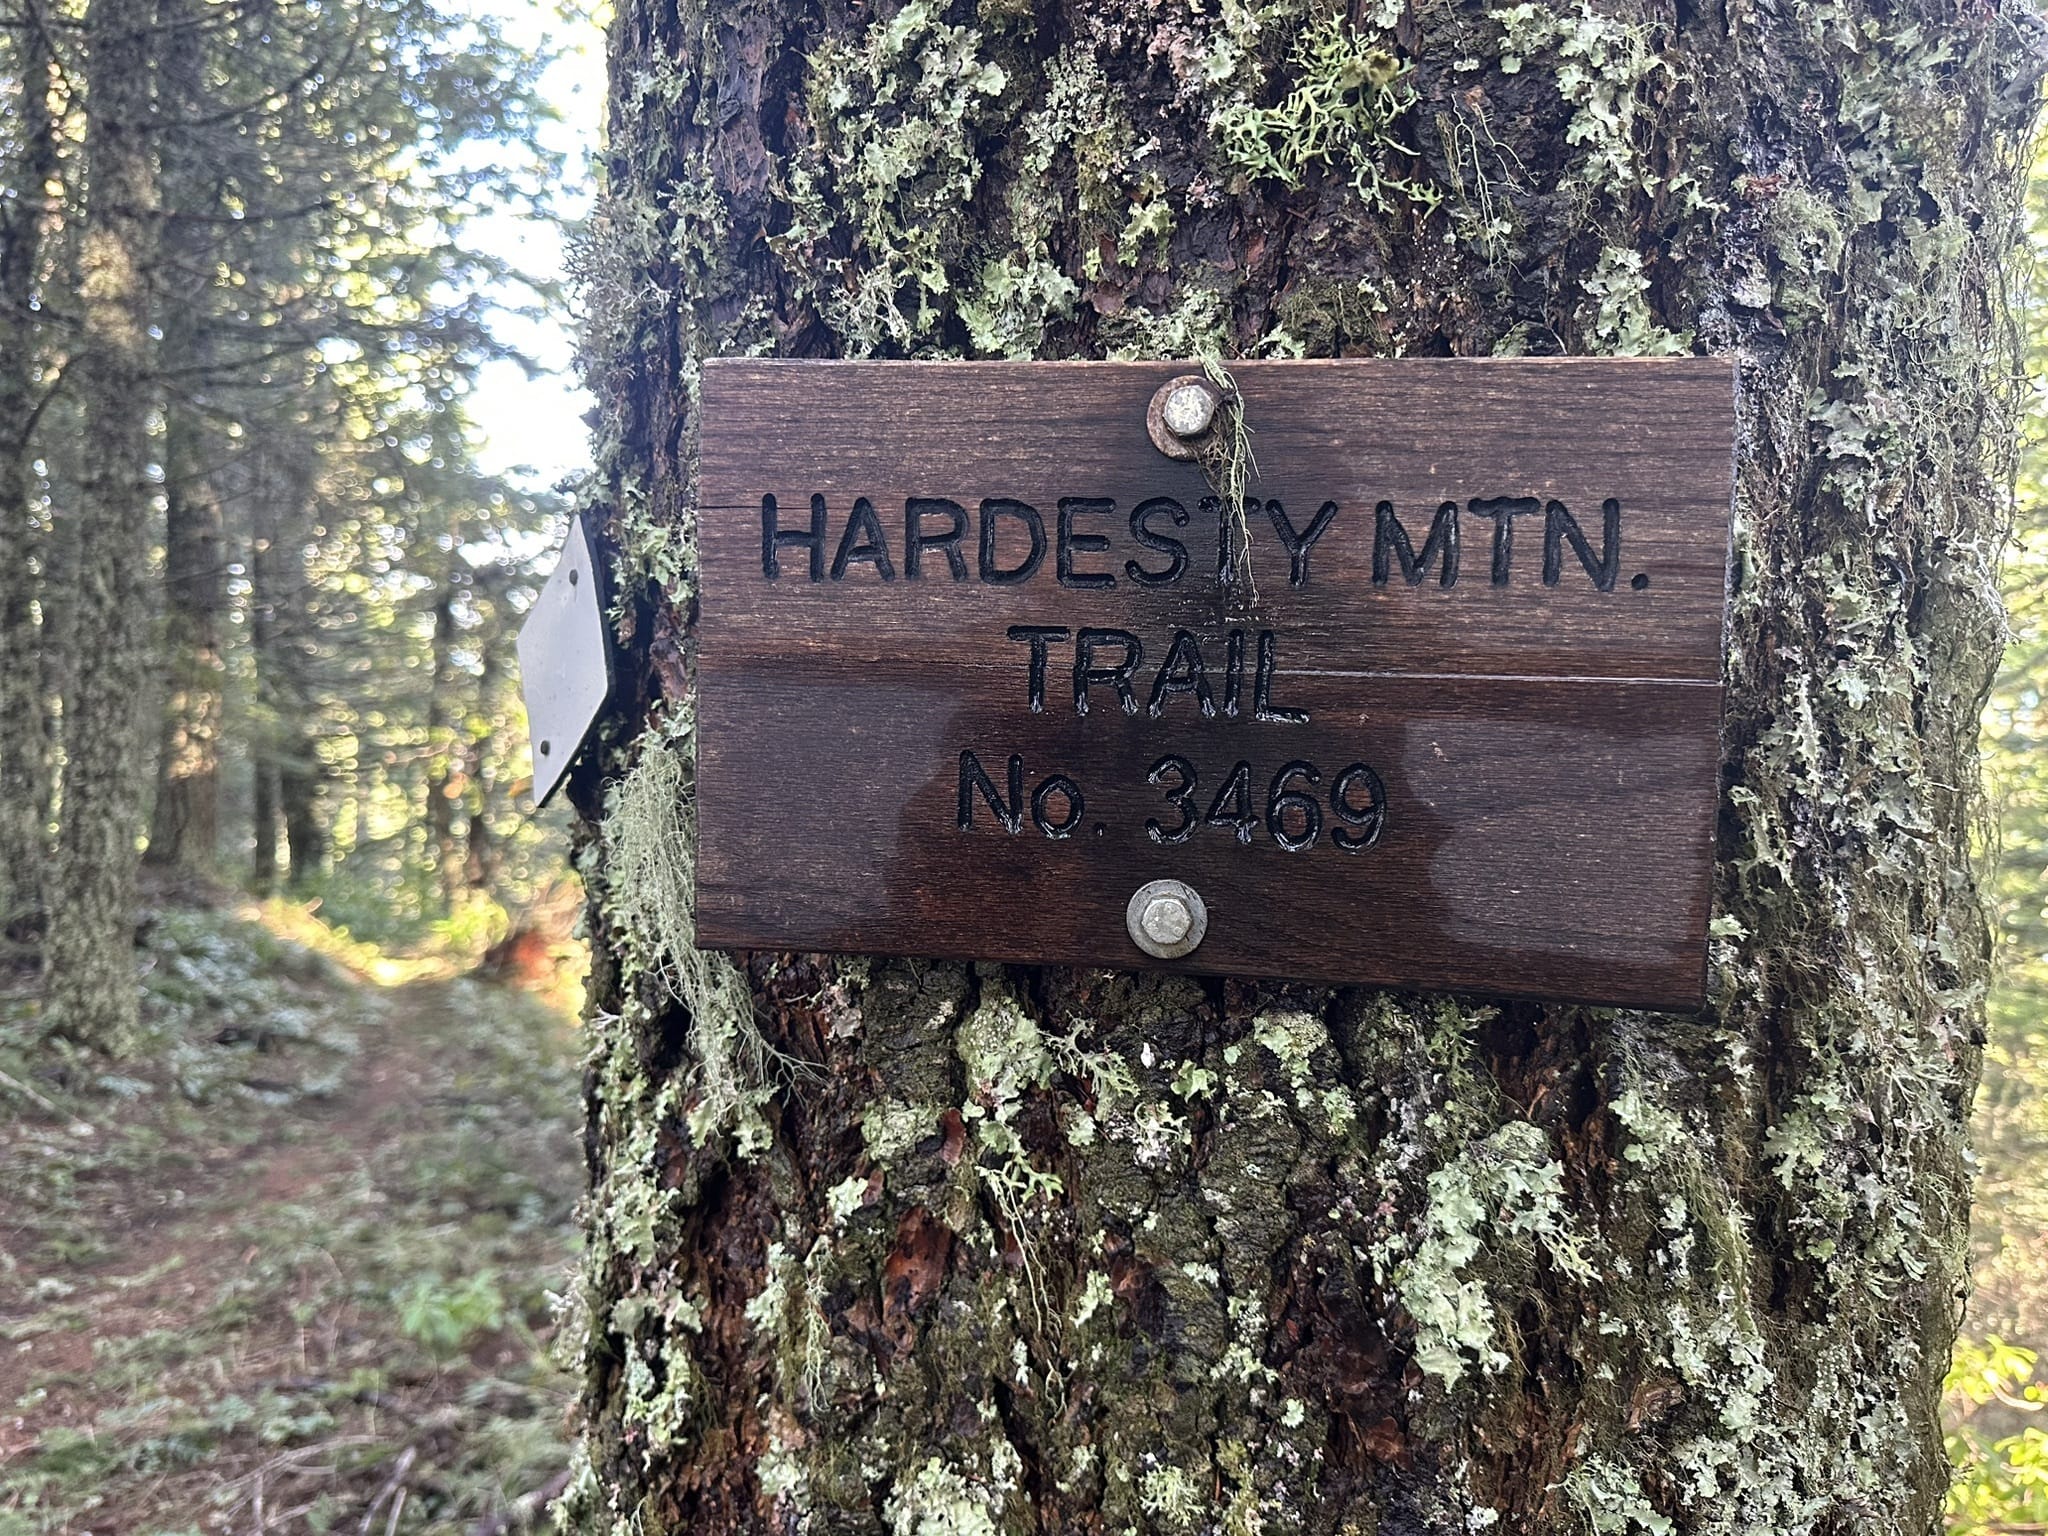 HARDESTY MTN.
TRAIL
No. 3469